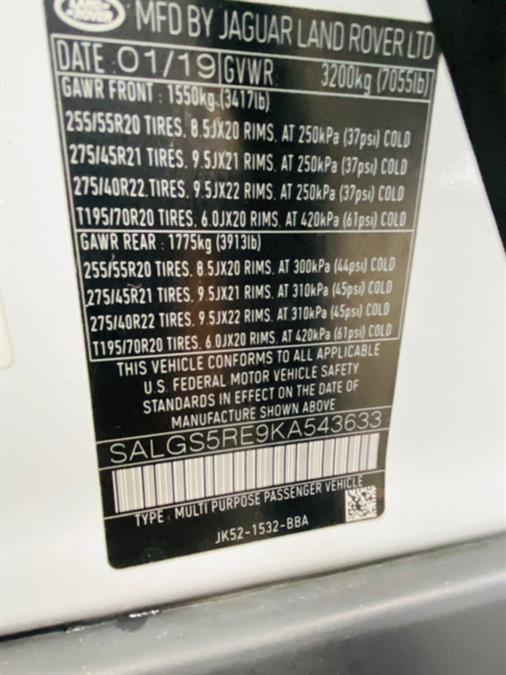 LAND ROVER
MFD BY JAGUAR LAND ROVER LTD
DATE 01/19 GVWR 3200kg (7055lb)
GAWR FRONT : 1550kg (3417lb)
255/55R20 TIRES, 8.5JX20 RIMS, AT 250kPa (37psi) COLD
275/45R21 TIRES, 9.5JX21 RIMS, AT 250kPa (37psi) COLD
275/40R22 TIRES, 9.5JX22 RIMS, AT 250kPa (37psi) COLD
T195/70R20 TIRES, 6.0JX20 RIMS, AT 420kPa (61psi) COLD
GAWR REAR : 1775kg (3913lb)
255/55R20 TIRES, 8.5JX20 RIMS, AT 300kPa (44psi) COLD
275/45R21 TIRES, 9.5JX21 RIMS, AT 310kPa (45psi) COLD
275/40R22 TIRES, 9.5JX22 RIMS, AT 310kPa (45psi) COLD
T195/70R20 TIRES, 6.0JX20 RIMS, AT 420kPa (61psi) COLD
THIS VEHICLE CONFORMS TO ALL APPLICABLE
U.S. FEDERAL MOTOR VEHICLE SAFETY
STANDARDS IN EFFECT ON THE DATE OF
MANUFACTURE SHOWN ABOVE
SALGS5RE9KA543633
TYPE : MULTI PURPOSE PASSENGER VEHICLE
JK52-1532-BBA